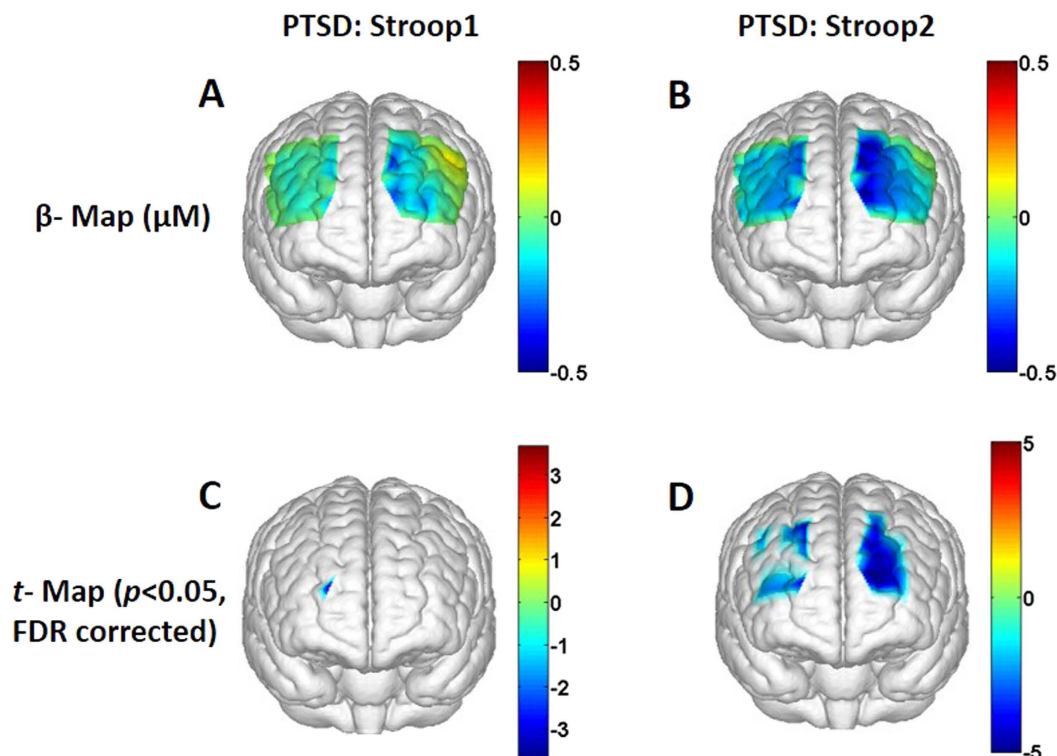 PTSD: Stroop1
PTSD: Stroop2
A
0.5
0
-0.5
B
0.5
0
-0.5
β- Map (μM)
C
3
2
1
0
-1
-2
-3
D
5
0
-5
t- Map (p<0.05,
FDR corrected)